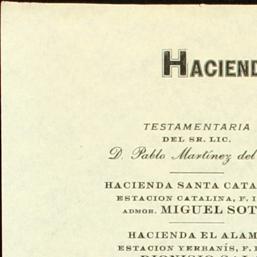 HACIEND
TESTAMENTARIA
DEL SR. LIC.
D. Pablo Martínez del
HACIENDA SANTA CATA
ESTACION CATALINA, F. I
ADMOR. MIGUEL SOT
HACIENDA EL ALAM
ESTACION YERBANÍS, F.